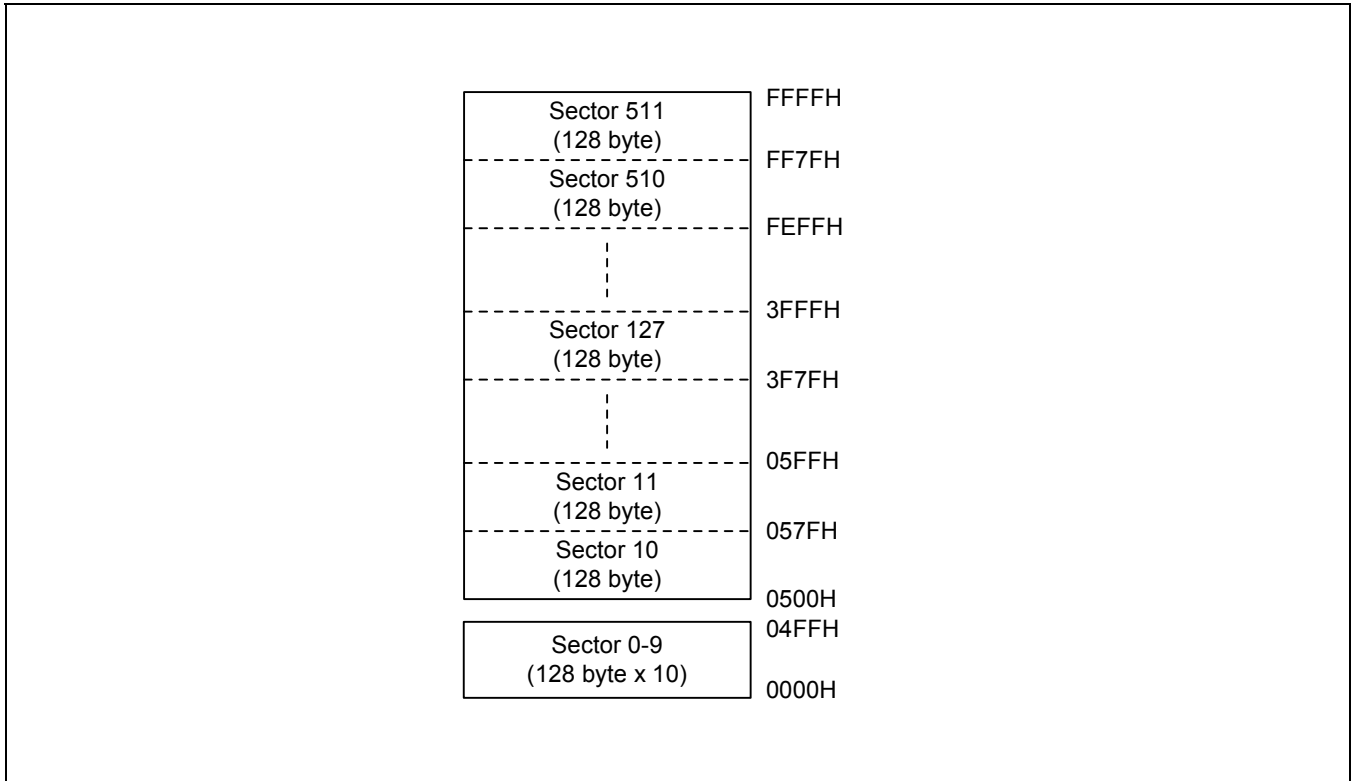 Sector 511
(128 byte)
FFFFH
FF7FH
Sector 510
(128 byte)
FEFFH
3FFFH
Sector 127
(128 byte)
3F7FH
05FFH
Sector 11
(128 byte)
057FH
Sector 10
(128 byte)
0500H
04FFH
Sector 0-9
(128 byte x 10)
0000H